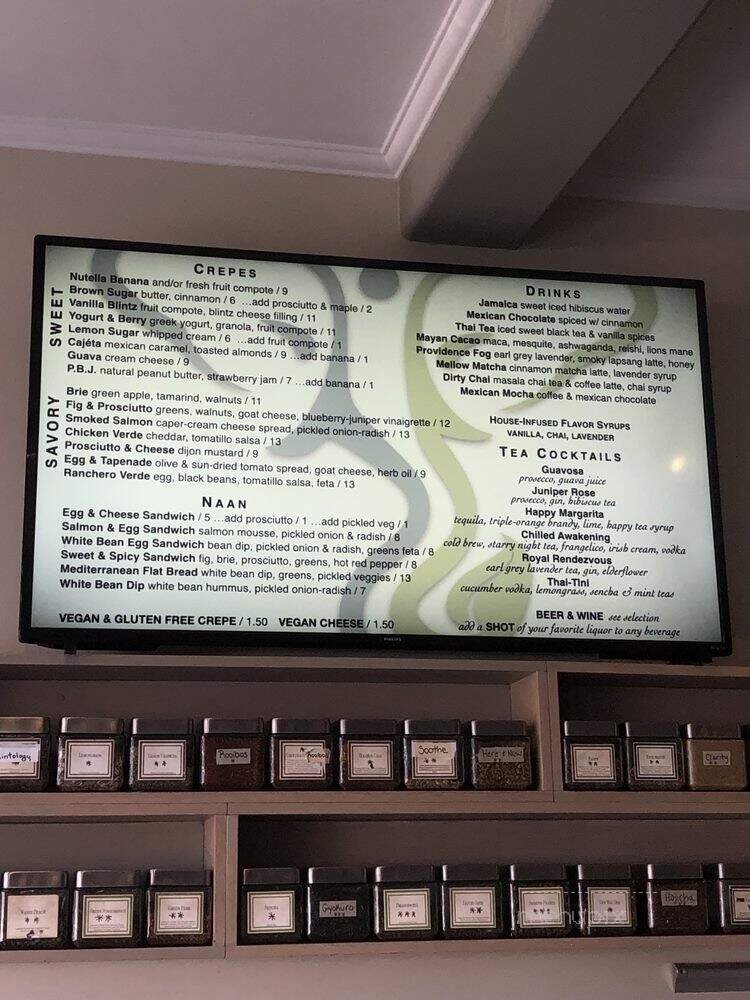 CREPES
SWEET
Nutella Banana and/or fresh fruit compote / 9
Brown Sugar butter, cinnamon / 6 ...add prosciutto & maple / 2
Vanilla Blintz fruit compote, blintz cheese filling / 11
Yogurt & Berry greek yogurt, granola, fruit compote / 11
Lemon Sugar whipped cream / 6 ...add fruit compote / 1
Cajéta mexican caramel, toasted almonds / 9 ...add banana / 1
Guava cream cheese / 9
P.B.J. natural peanut butter, strawberry jam / 7 ...add banana / 1
SAVORY
Brie green apple, tamarind, walnuts / 11
Fig & Prosciutto greens, walnuts, goat cheese, blueberry-juniper vinaigrette / 12
Smoked Salmon caper-cream cheese spread, pickled onion-radish / 13
Chicken Verde cheddar, tomatillo salsa / 13
Prosciutto & Cheese dijon mustard / 9
Egg & Tapenade olive & sun-dried tomato spread, goat cheese, herb oil / 9
Ranchero Verde egg, black beans, tomatillo salsa, feta / 13
NAAN
Egg & Cheese Sandwich / 5 ...add prosciutto / 1 ...add pickled veg / 1
Salmon & Egg Sandwich salmon mousse, pickled onion & radish / 8
White Bean Egg Sandwich bean dip, pickled onion & radish, greens feta / 8
Sweet & Spicy Sandwich fig, brie, prosciutto, greens, hot red pepper / 8
Mediterranean Flat Bread white bean dip, greens, pickled veggies / 13
White Bean Dip white bean hummus, pickled onion-radish / 7
VEGAN & GLUTEN FREE CREPE / 1.50 VEGAN CHEESE / 1.50
DRINKS
Jamaica sweet iced hibiscus water
Mexican Chocolate spiced w/ cinnamon
Thai Tea iced sweet black tea & vanilla spices
Mayan Cacao maca, mesquite, ashwaganda, reishi, lions mane
Providence Fog earl grey lavender, smoky lapsang latte, honey
Mellow Matcha cinnamon matcha latte, lavender syrup
Dirty Chai masala chai tea & coffee latte, chai syrup
Mexican Mocha coffee & mexican chocolate
HOUSE-INFUSED FLAVOR SYRUPS
VANILLA, CHAI, LAVENDER
TEA COCKTAILS
Guavosa
prosecco, guava juice
Juniper Rose
prosecco, gin, hibiscus tea
Happy Margarita
tequila, triple-orange brandy, lime, happy tea syrup
Chilled Awakening
cold brew, starry night tea, frangelico, irish cream, vodka
Royal Rendezvous
earl grey lavender tea, gin, elderflower
Thai-Tini
cucumber vodka, lemongrass, sencha & mint teas
BEER & WINE see selection
add a SHOT of your favorite liquor to any beverage
PHILIPS
Rooibos
Soothe
Here & Now
Clarity
Gyokuro
Hojicha